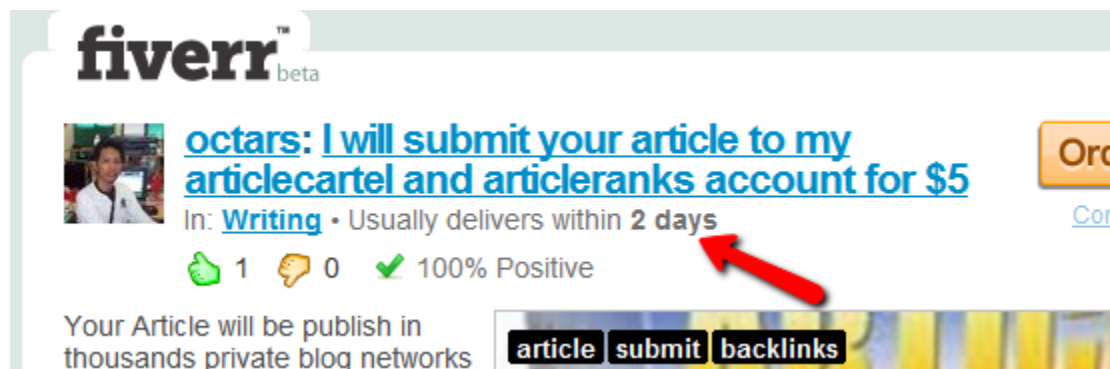 fiverr™
beta
octars: I will submit your article to my
articlecartel and articleranks account for $5
In: Writing • Usually delivers within 2 days
1 0 100% Positive
Your Article will be publish in
thousands private blog networks
article submit backlinks